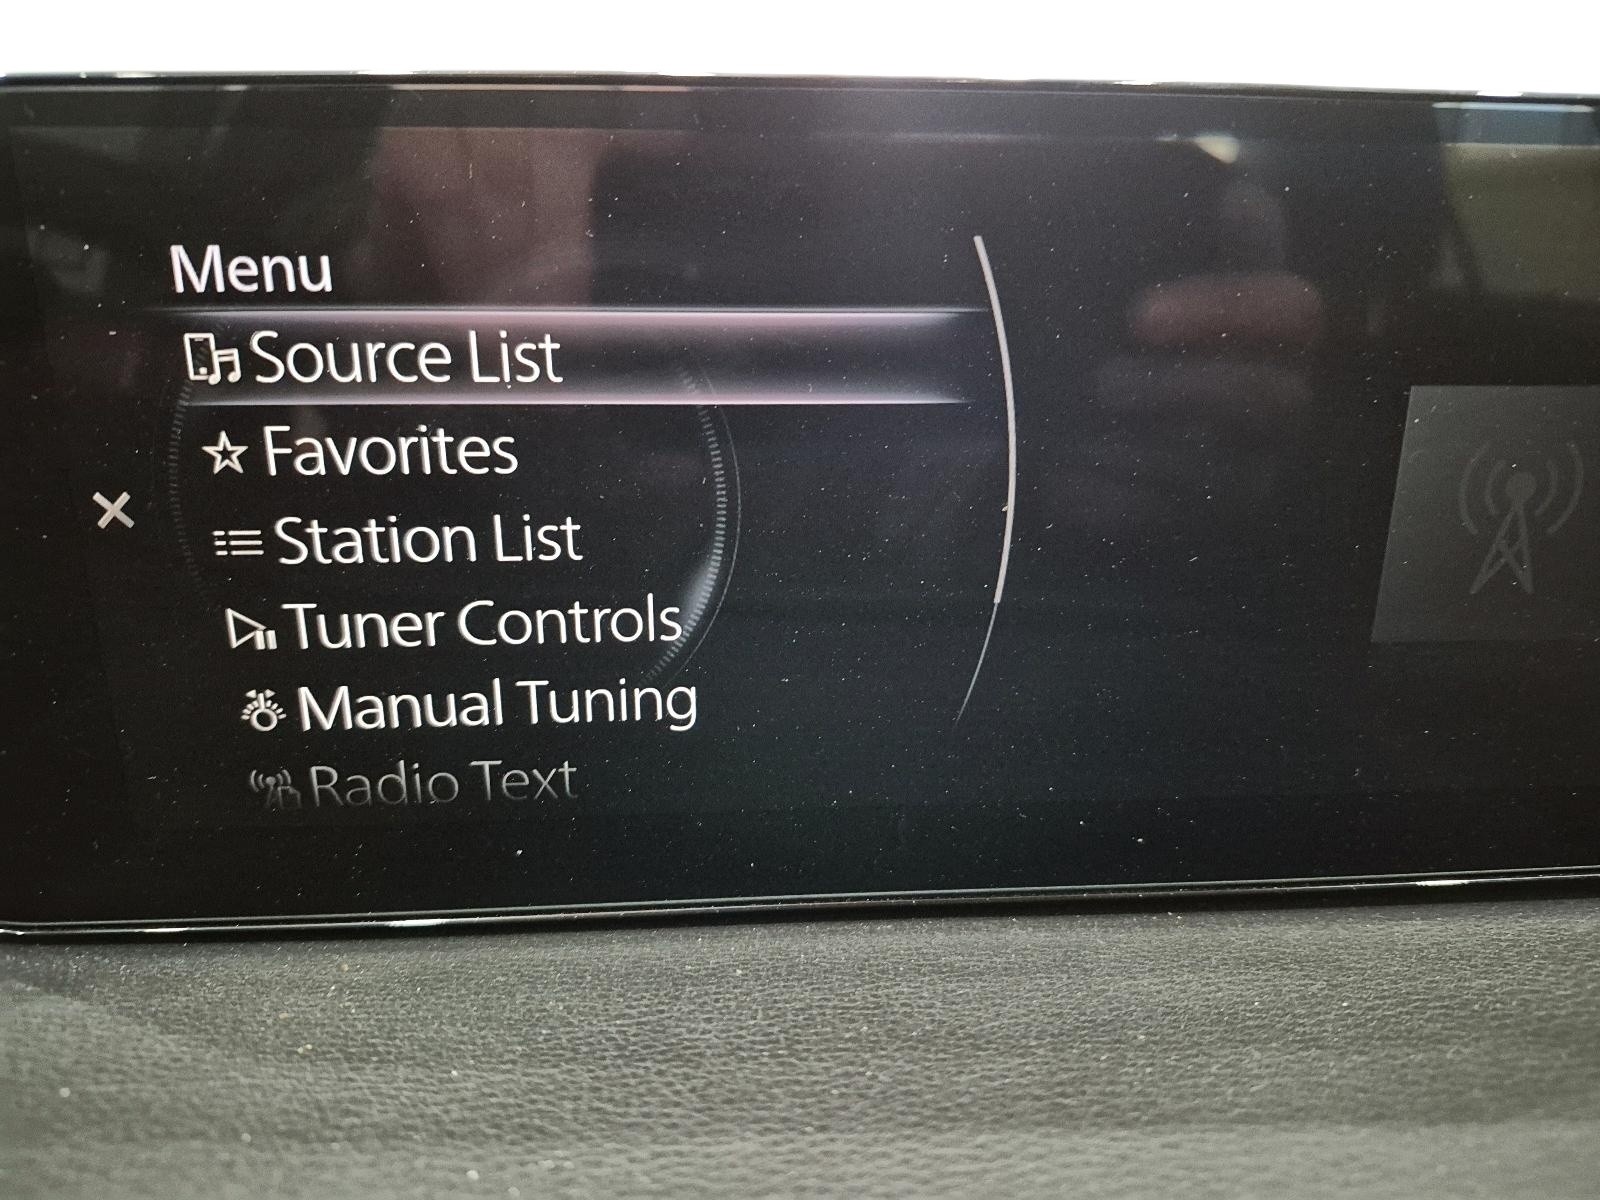 Menu
Source List
Favorites
Station List
Tuner Controls
Manual Tuning
Radio Text